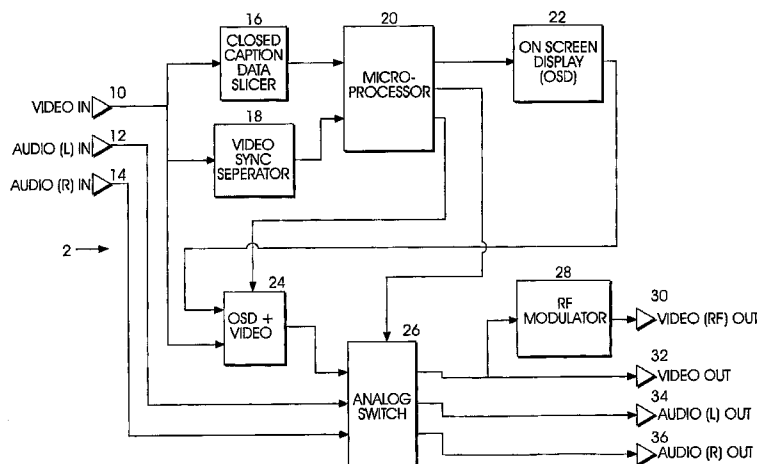 16
CLOSED
CAPTION
DATA
SLICER
20
MICRO-
PROCESSOR
22
ON SCREEN
DISPLAY
(OSD)
VIDEO IN
10
AUDIO (L) IN
12
AUDIO (R) IN
14
18
VIDEO
SYNC
SEPERATOR
2
24
OSD +
VIDEO
26
ANALOG
SWITCH
28
RF
MODULATOR
30
VIDEO (RF) OUT
32
VIDEO OUT
34
AUDIO (L) OUT
36
AUDIO (R) OUT